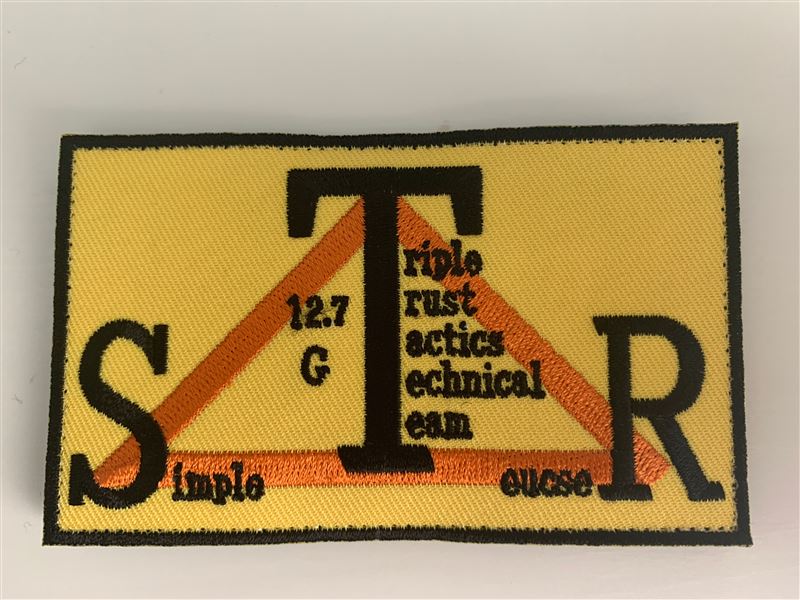 T
riple
12.7 rust
G actics
echnical
eam
S imple eucse R